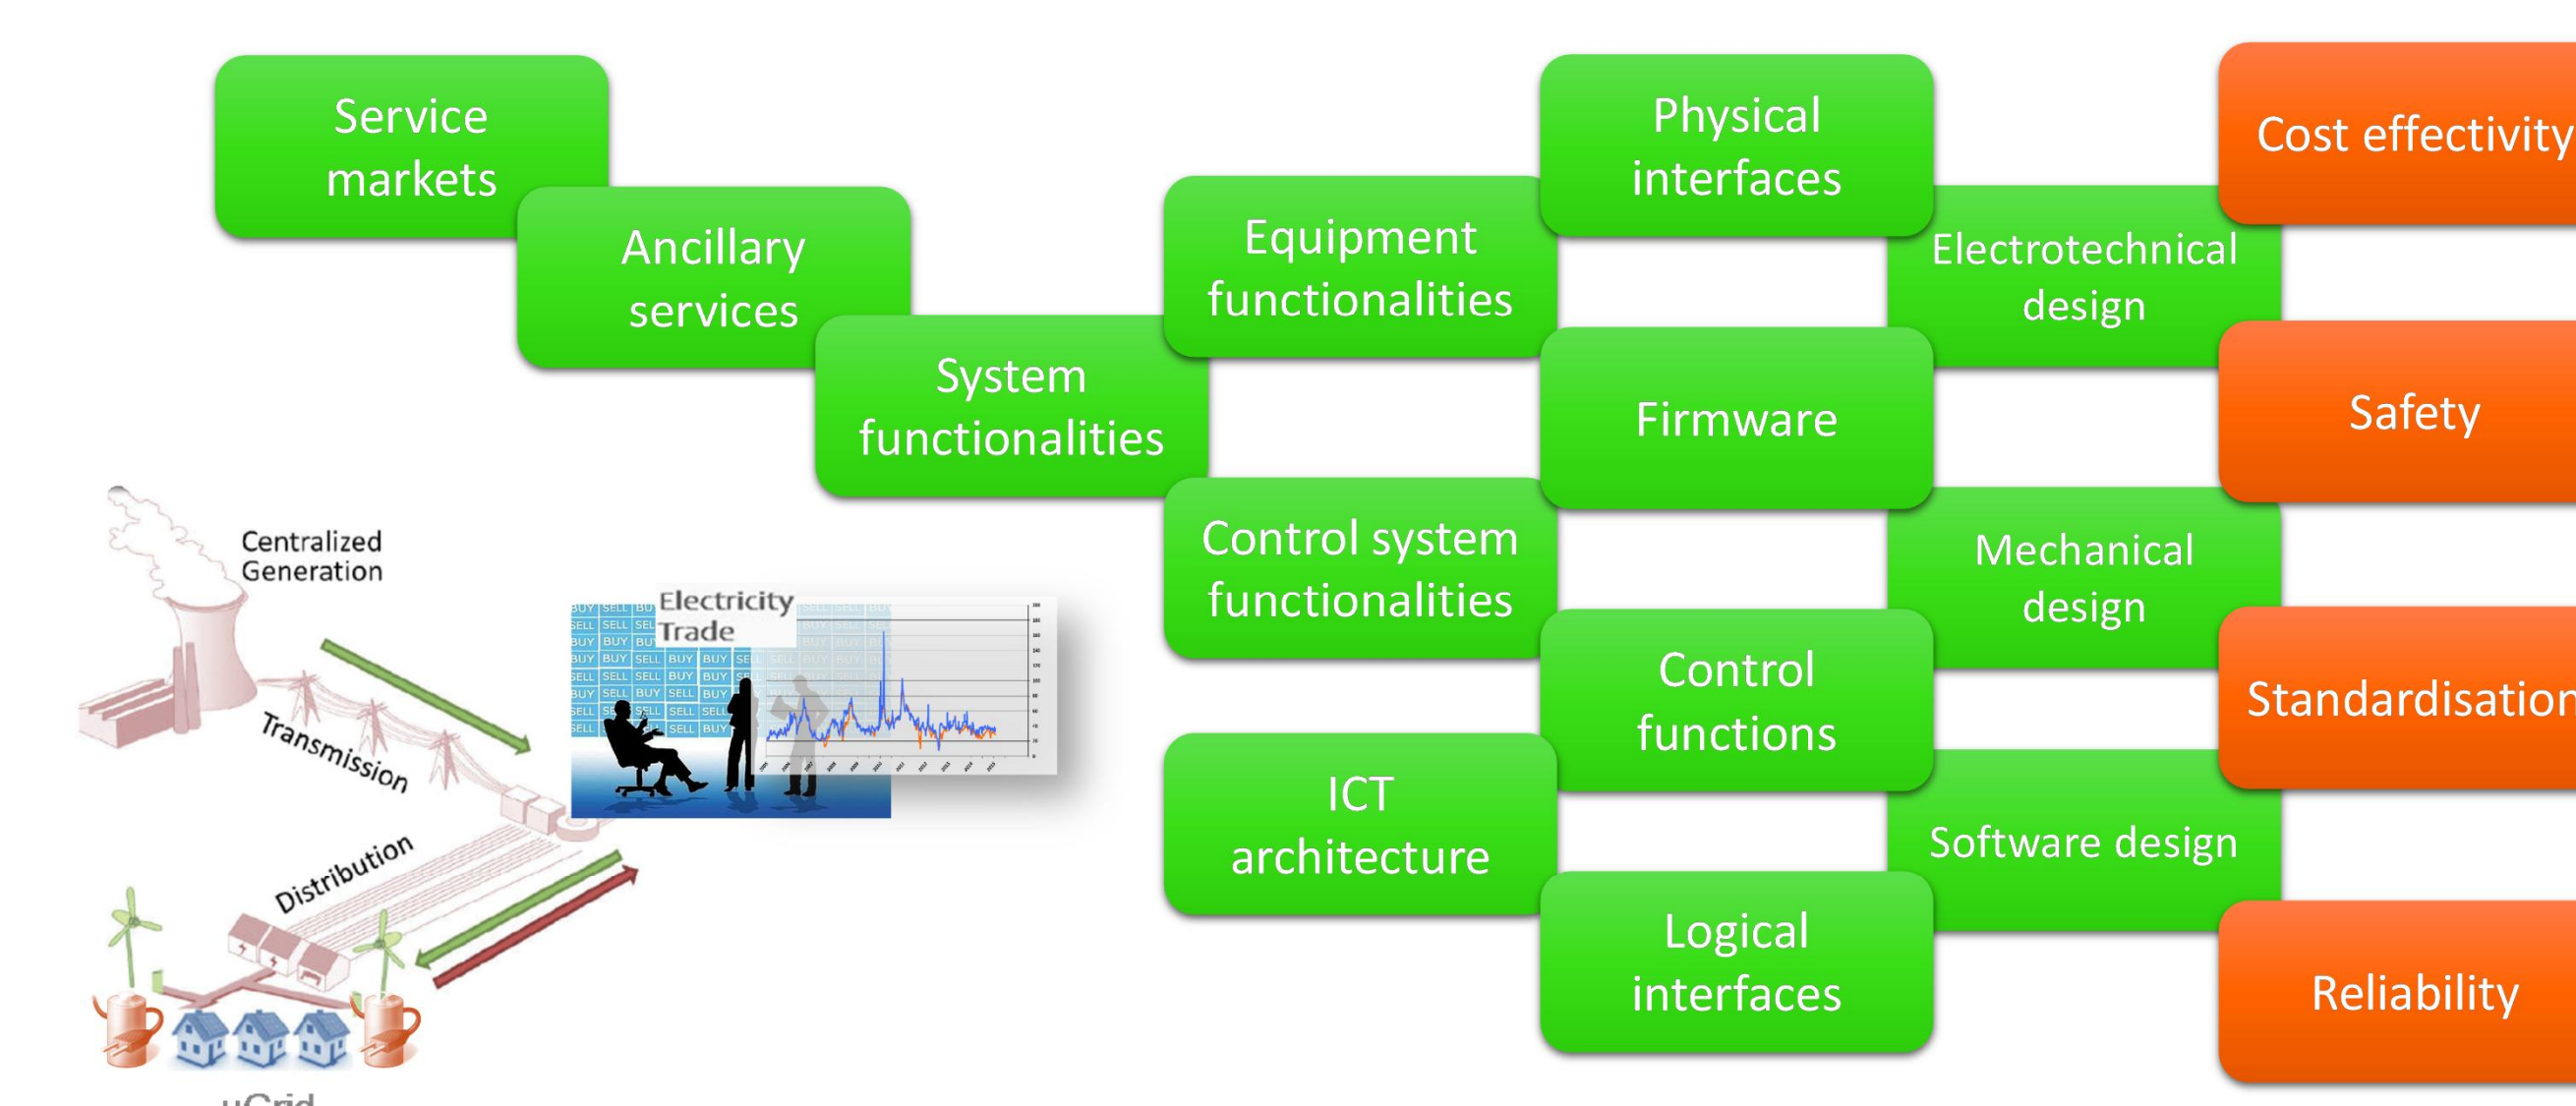 Service
markets
Ancillary
services
System
functionalities
Equipment
functionalities
Control system
functionalities
ICT
architecture
Physical
interfaces
Firmware
Control
functions
Logical
interfaces
Electrotechnical
design
Mechanical
design
Software design
Cost effectivity
Safety
Standardisation
Reliability
Centralized
Generation
Transmission
Distribution
Electricity
Trade
µGrid